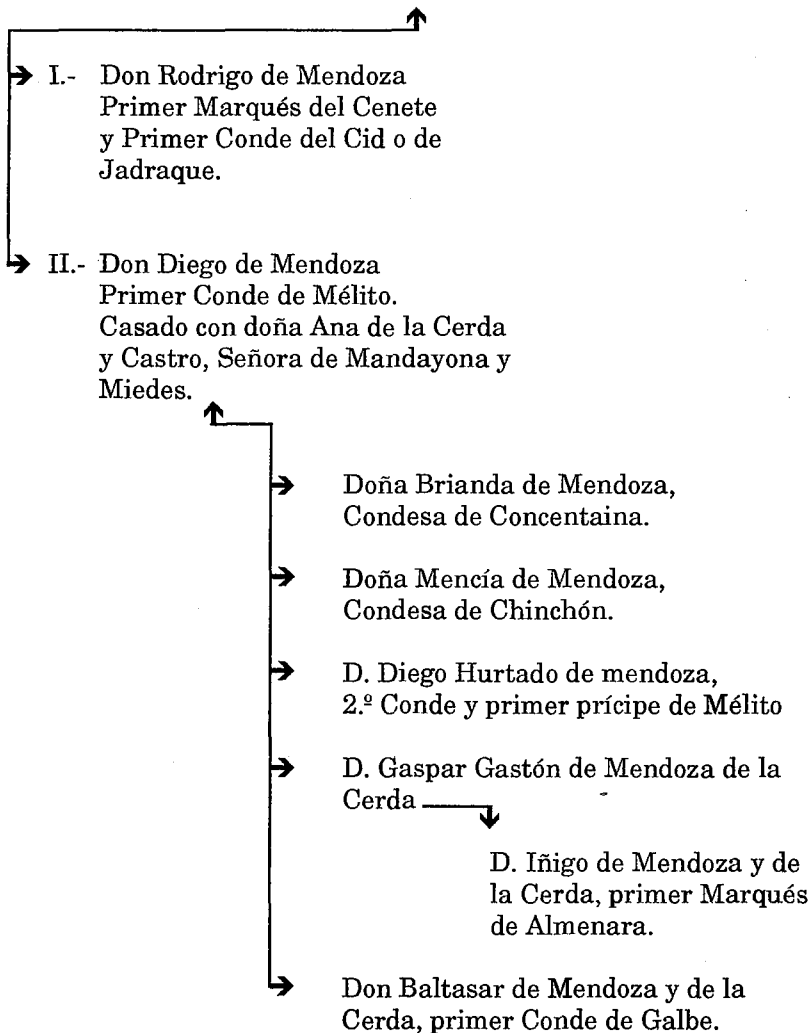 I.- Don Rodrigo de Mendoza
Primer Marqués del Cenete
y Primer Conde del Cid o de
Jadraque.
II.- Don Diego de Mendoza
Primer Conde de Mélito.
Casado con doña Ana de la Cerda
y Castro, Señora de Mandayona y
Miedes.
Doña Brianda de Mendoza,
Condesa de Concentaina.
Doña Mencía de Mendoza,
Condesa de Chinchón.
D. Diego Hurtado de mendoza,
2.º Conde y primer prícipe de Mélito
D. Gaspar Gastón de Mendoza de la
Cerda
D. Iñigo de Mendoza y de
la Cerda, primer Marqués
de Almenara.
Don Baltasar de Mendoza y de la
Cerda, primer Conde de Galbe.